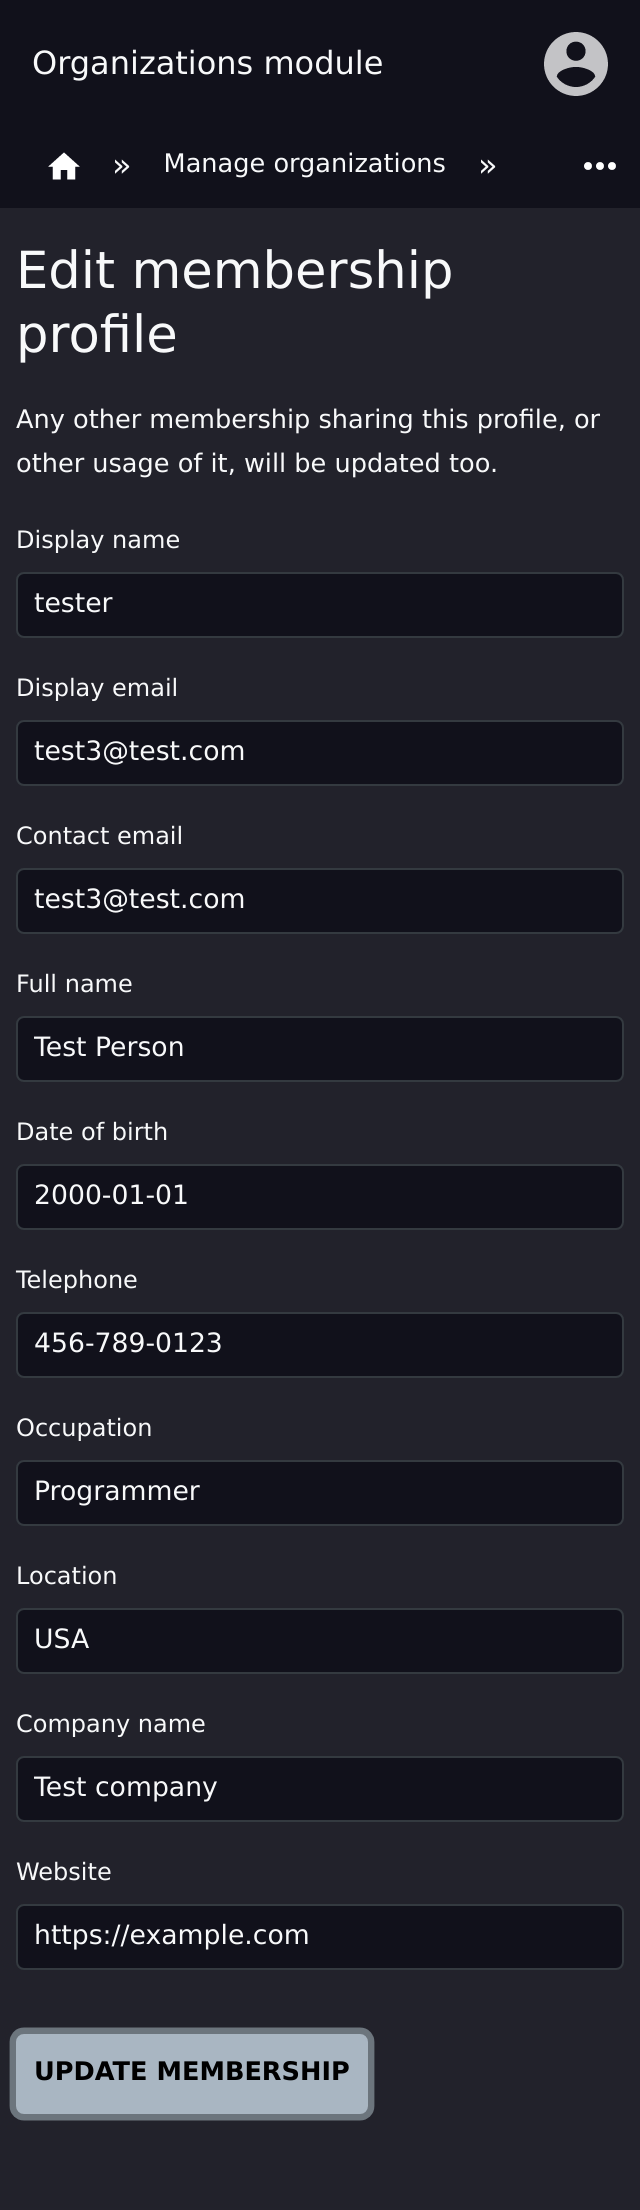 Organizations module
» Manage organizations »
Edit membership
profile
Any other membership sharing this profile, or
other usage of it, will be updated too.
Display name
tester
Display email
test3@test.com
Contact email
test3@test.com
Full name
Test Person
Date of birth
2000-01-01
Telephone
456-789-0123
Occupation
Programmer
Location
USA
Company name
Test company
Website
https://example.com
UPDATE MEMBERSHIP